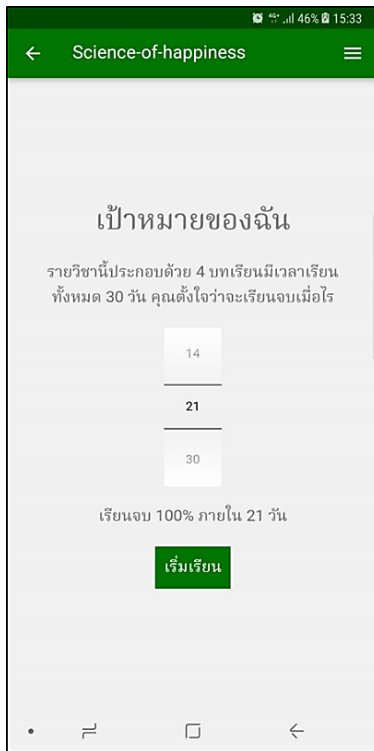 46% 15:33
Science-of-happiness
เป้าหมายของฉัน
รายวิชานี้ประกอบด้วย 4 บทเรียนมีเวลาเรียน
ทั้งหมด 30 วัน คุณตั้งใจว่าจะเรียนจบเมื่อไร
14
21
30
เรียนจบ 100% ภายใน 21 วัน
เริ่มเรียน